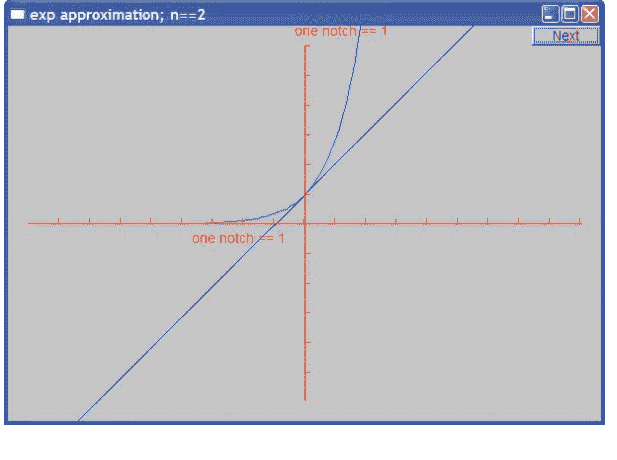 exp approximation; n==2
one notch == 1
Next
one notch == 1